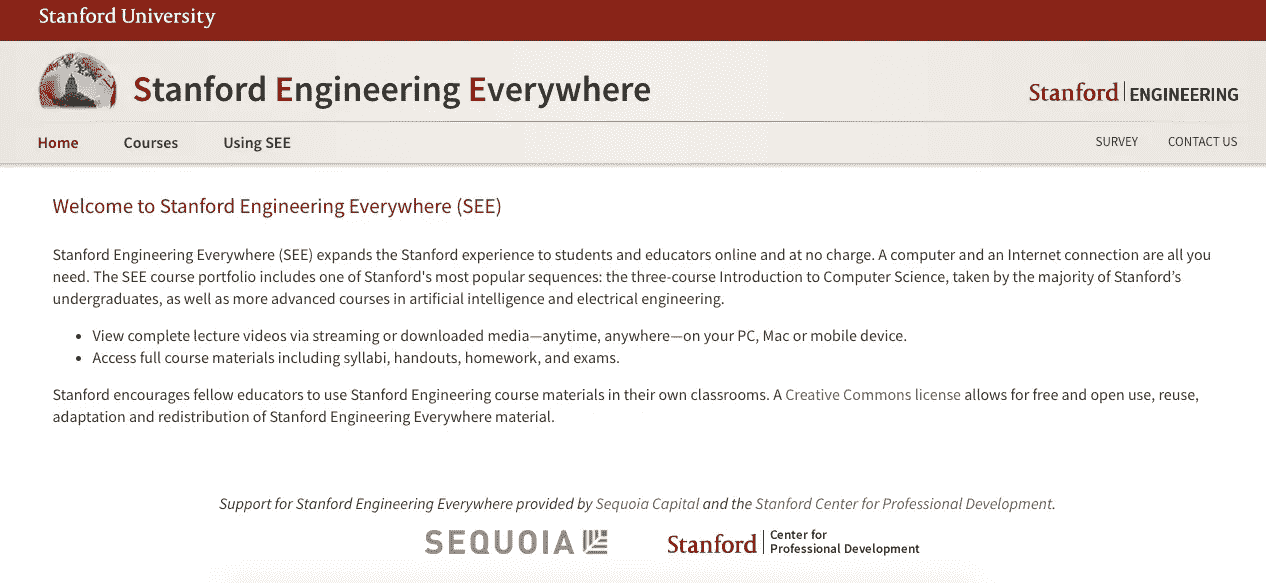 Stanford University
Stanford Engineering Everywhere
Stanford ENGINEERING
Home Courses Using SEE SURVEY CONTACT US
Welcome to Stanford Engineering Everywhere (SEE)
Stanford Engineering Everywhere (SEE) expands the Stanford experience to students and educators online and at no charge. A computer and an Internet connection are all you
need. The SEE course portfolio includes one of Stanford's most popular sequences: the three-course Introduction to Computer Science, taken by the majority of Stanford’s
undergraduates, as well as more advanced courses in artificial intelligence and electrical engineering.
• View complete lecture videos via streaming or downloaded media—anytime, anywhere—on your PC, Mac or mobile device.
• Access full course materials including syllabi, handouts, homework, and exams.
Stanford encourages fellow educators to use Stanford Engineering course materials in their own classrooms. A Creative Commons license allows for free and open use, reuse,
adaptation and redistribution of Stanford Engineering Everywhere material.
Support for Stanford Engineering Everywhere provided by Sequoia Capital and the Stanford Center for Professional Development.
SEQUOIA
Stanford Center for
Professional Development